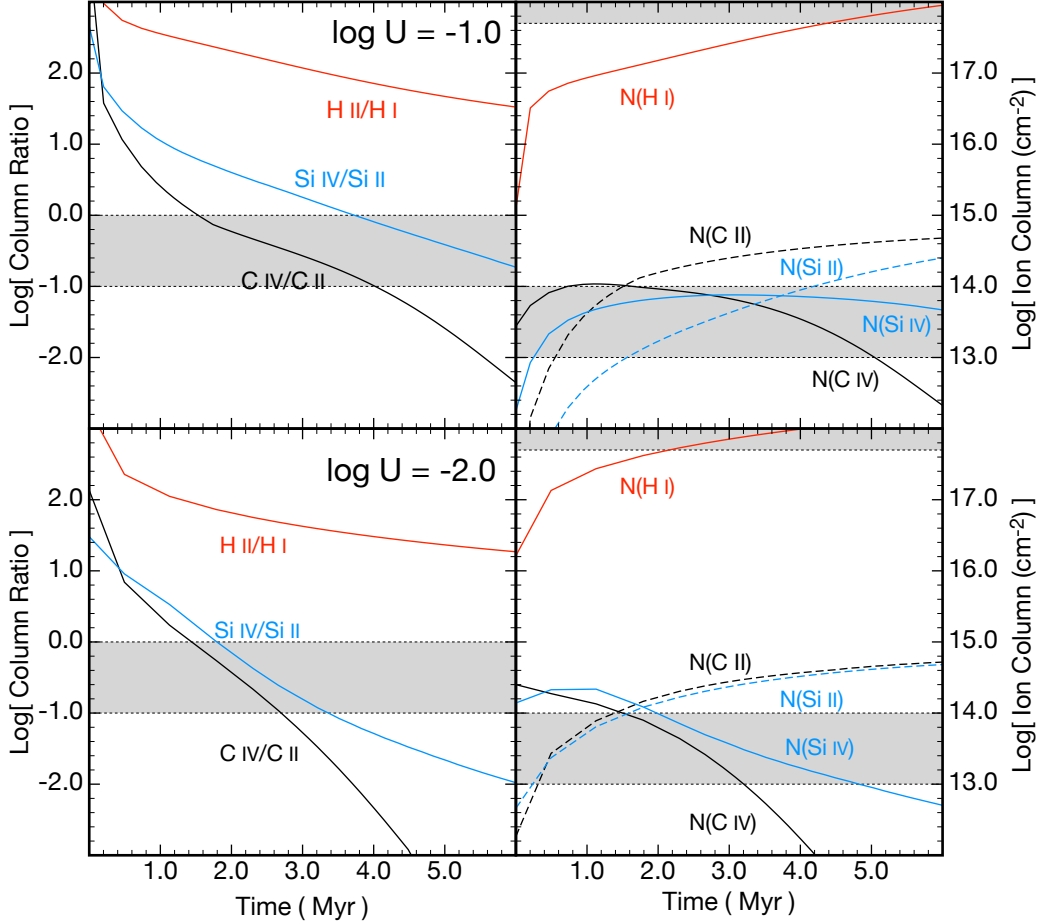 log U = -1.0
H II/H I
Si IV/Si II
C IV/C II
2.0
1.0
0.0
-1.0
-2.0
Log[ Column Ratio ]
N(H I)
N(C II)
N(Si II)
N(Si IV)
N(C IV)
17.0
16.0
15.0
14.0
13.0
Log[ Ion Column (cm-2) ]
log U = -2.0
H II/H I
Si IV/Si II
C IV/C II
2.0
1.0
0.0
-1.0
-2.0
Log[ Column Ratio ]
1.0 2.0 3.0 4.0 5.0
Time ( Myr )
N(H I)
N(C II)
N(Si II)
N(Si IV)
N(C IV)
17.0
16.0
15.0
14.0
13.0
Log[ Ion Column (cm-2) ]
1.0 2.0 3.0 4.0 5.0
Time ( Myr )